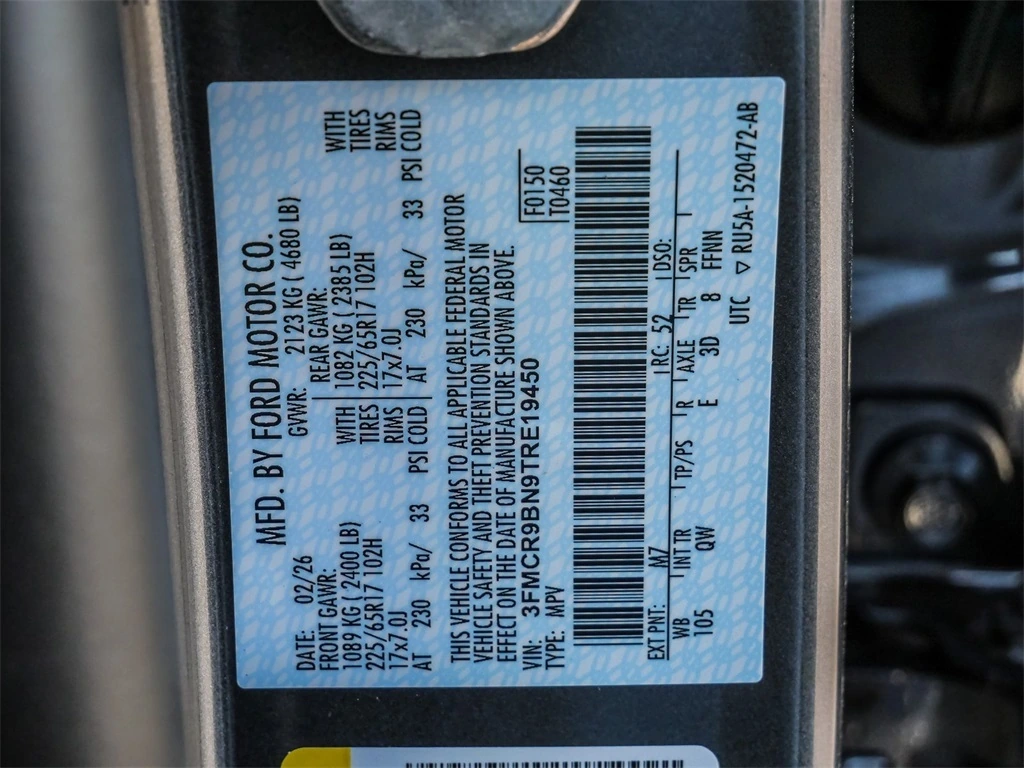 MFD. BY FORD MOTOR CO.
DATE: 02/26 GVWR: 2123 KG ( 4680 LB)
FRONT GAWR: REAR GAWR:
1089 KG ( 2400 LB) WITH 1082 KG ( 2385 LB) WITH
225/65R17 102H TIRES 225/65R17 102H TIRES
17x7.0J RIMS 17x7.0J RIMS
AT 230 kPa/ 33 PSI COLD AT 230 kPa/ 33 PSI COLD
THIS VEHICLE CONFORMS TO ALL APPLICABLE FEDERAL MOTOR
VEHICLE SAFETY AND THEFT PREVENTION STANDARDS IN
EFFECT ON THE DATE OF MANUFACTURE SHOWN ABOVE.
VIN: 3FMCR9BN9TRE19450 F0150
TYPE: MPV T0460
EXT PNT: M7 RC: 52 DSO:
WB INT TR TP/PS R AXLE TR SPR
105 QW E 3D 8 FFNN
UTC ▽ RU5A-1520472-AB